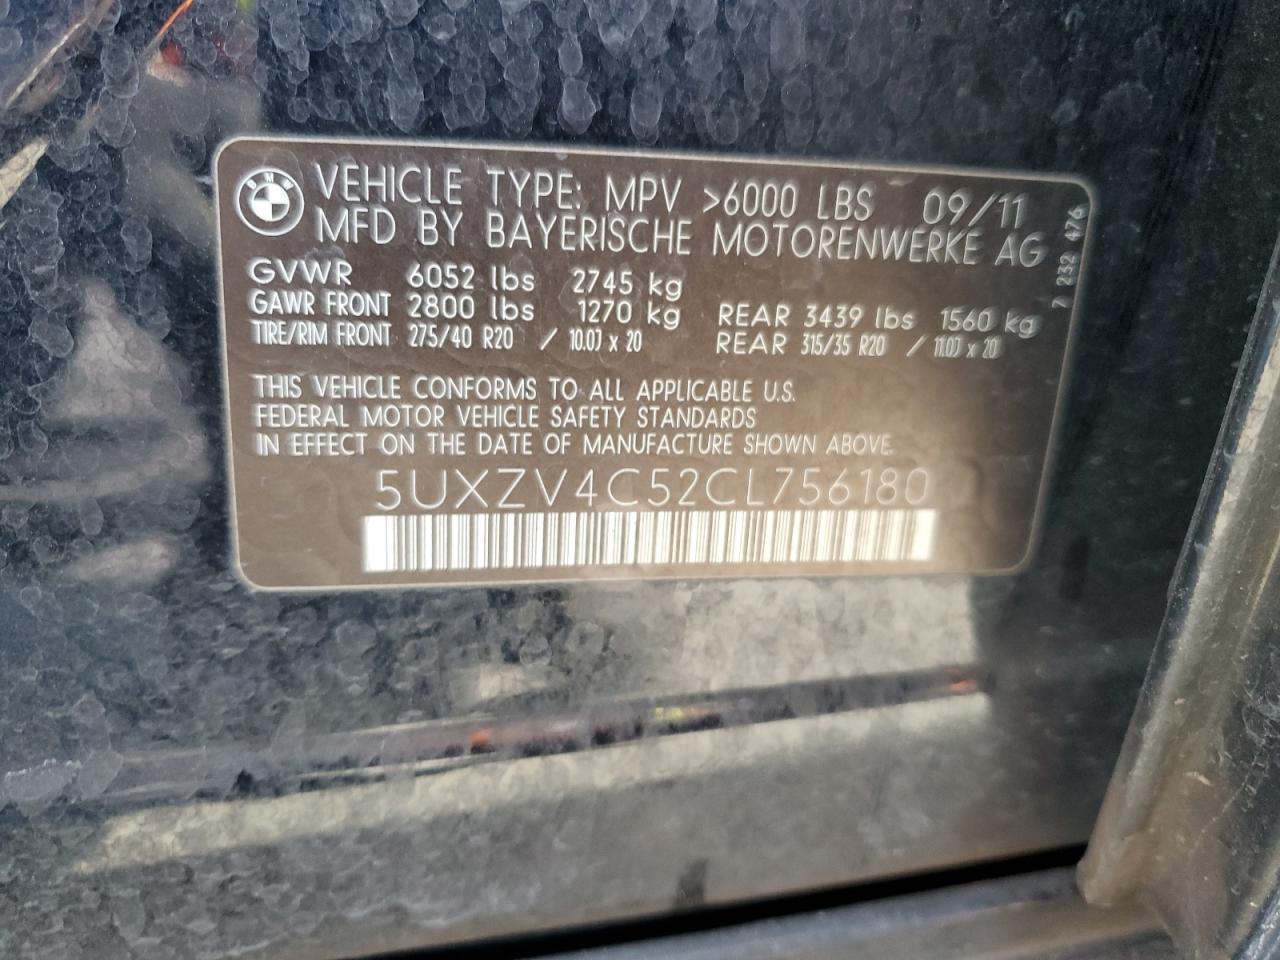 BMW
VEHICLE TYPE: MPV >6000 LBS 09/11
MFD BY BAYERISCHE MOTORENWERKE AG
7 232 476
GVWR 6052 lbs 2745 kg
GAWR FRONT 2800 lbs 1270 kg REAR 3439 lbs 1560 kg
TIRE/RIM FRONT 275/40 R20 / 10.0J x 20 REAR 315/35 R20 / 11.0J x 20
THIS VEHICLE CONFORMS TO ALL APPLICABLE U.S.
FEDERAL MOTOR VEHICLE SAFETY STANDARDS
IN EFFECT ON THE DATE OF MANUFACTURE SHOWN ABOVE.
5UXZV4C52CL756180